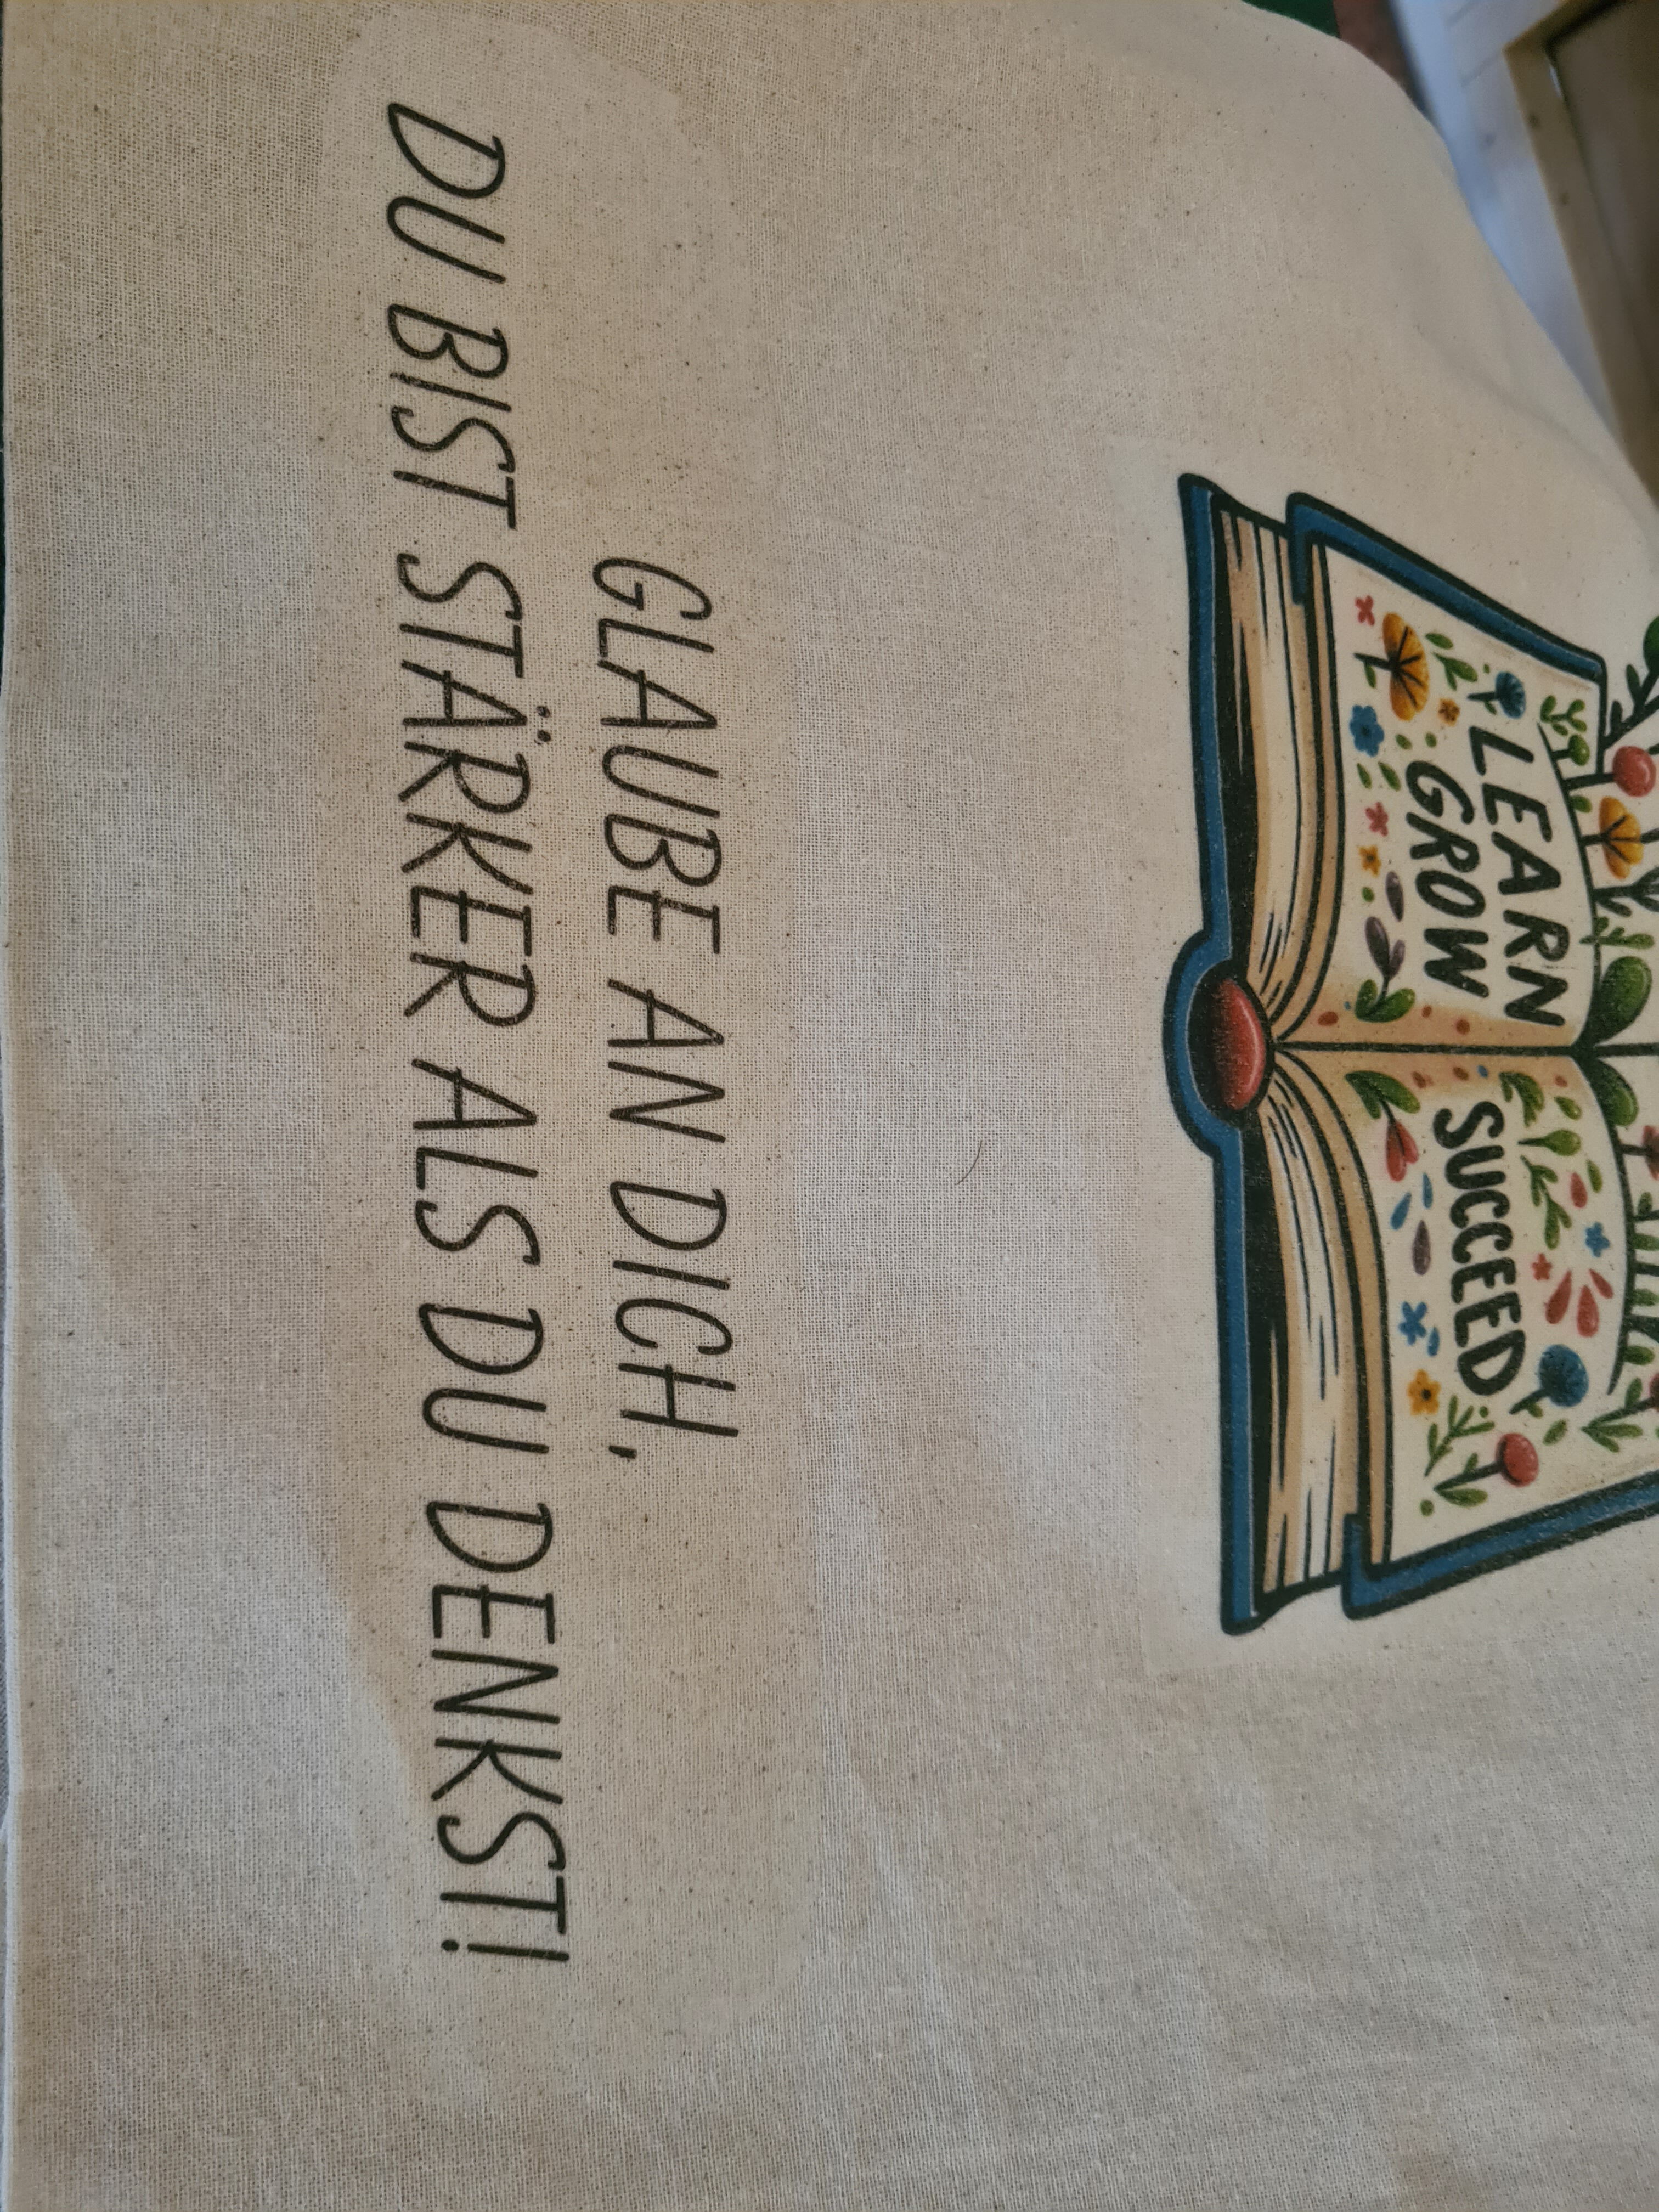 LEARN
GROW
SUCCEED
GLAUBE AN DICH,
DU BIST STÄRKER ALS DU DENKST!